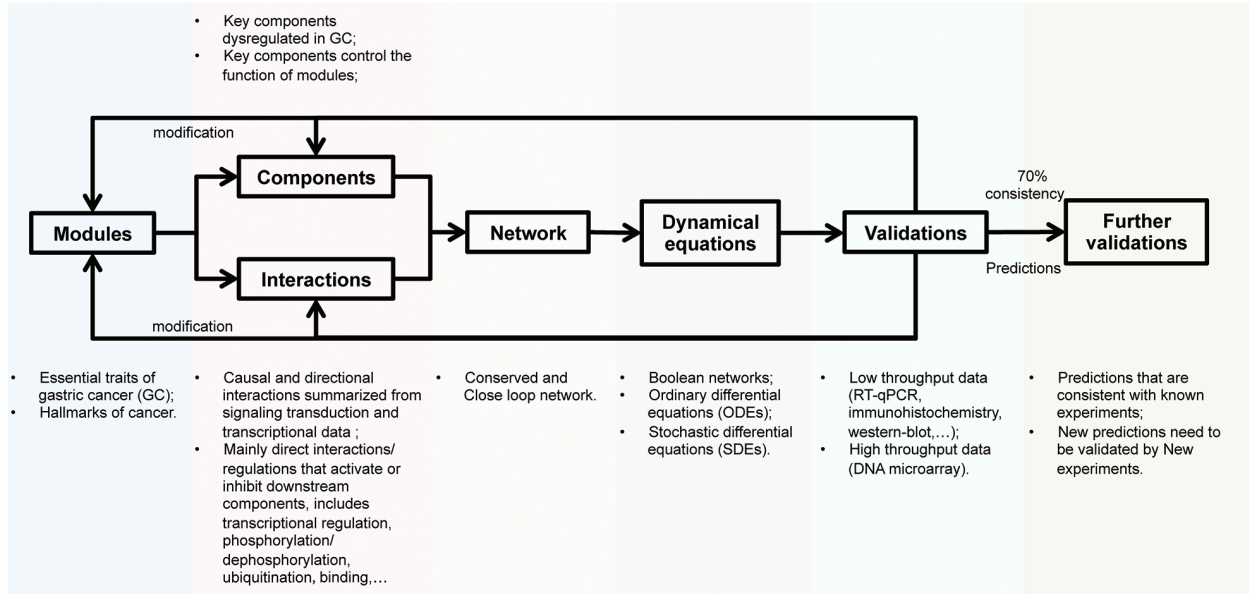 • Key components
dysregulated in GC;
• Key components control the
function of modules;
modification
Components
70%
consistency
Modules
Network
Dynamical
equations
Validations
Further
validations
Interactions
Predictions
modification
• Essential traits of
gastric cancer (GC);
• Hallmarks of cancer.
• Causal and directional
interactions summarized from
signaling transduction and
transcriptional data ;
• Mainly direct interactions/
regulations that activate or
inhibit downstream
components, includes
transcriptional regulation,
phosphorylation/
dephosphorylation,
ubiquitination, binding,…
• Conserved and
Close loop network.
• Boolean networks;
• Ordinary differential
equations (ODEs);
• Stochastic differential
equations (SDEs).
• Low throughput data
(RT-qPCR,
immunohistochemistry,
western-blot,…);
• High throughput data
(DNA microarray).
• Predictions that are
consistent with known
experiments;
• New predictions need to
be validated by New
experiments.